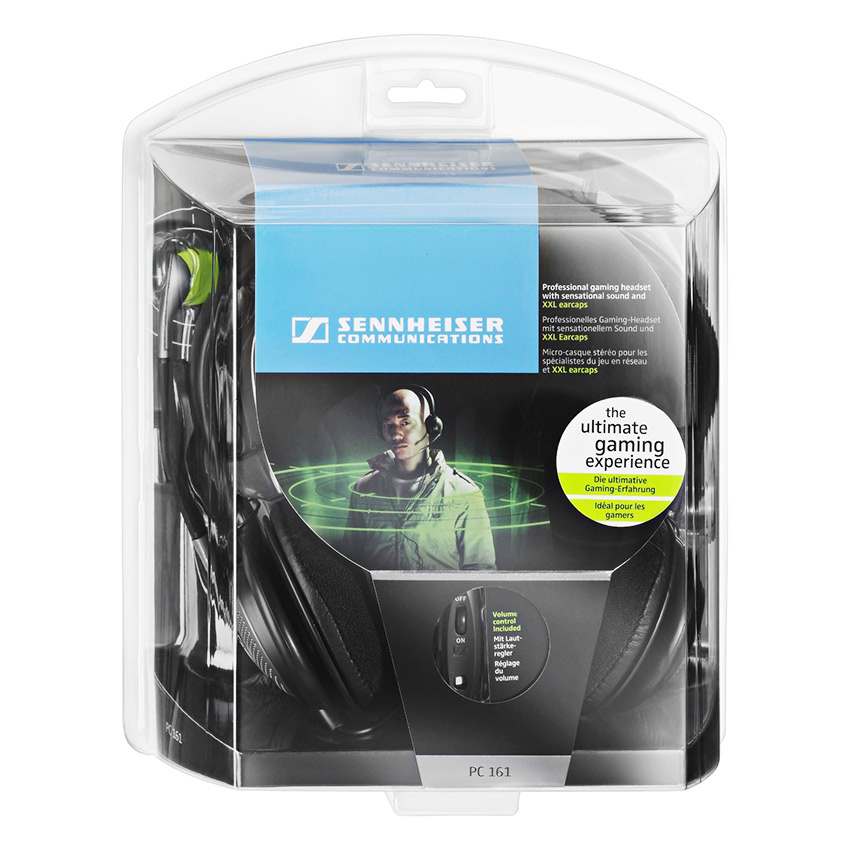 SENNHEISER
COMMUNICATIONS
Professional gaming headset
with sensational sound and
XXL earcaps
Professionelles Gaming-Headset
mit sensationellem Sound und
XXL Earcaps
Micro-casque stéréo pour les
spécialistes du jeu en réseau
et XXL earcaps
SENNHEISER
COMMUNICATIONS
the
ultimate
gaming
experience
Die ultimative
Gaming-Erfahrung
Idéal pour les
gamers
OFF
ON
Volume
control
included
Mit Laut-
stärke-
regler
Réglage
du
volume
PC 161
PC 161